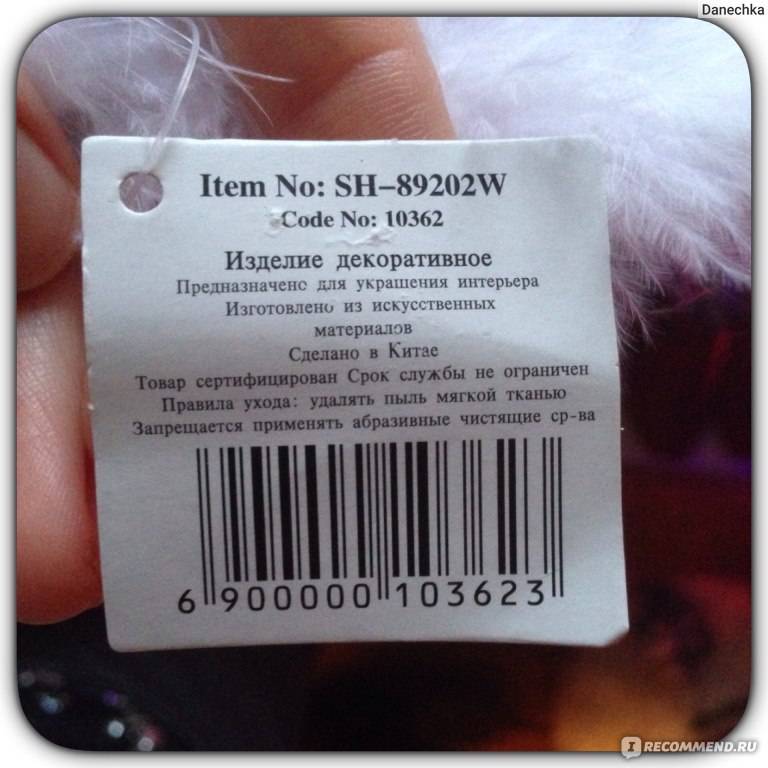 Danechka
Item No: SH-89202W
Code No: 10362
Изделие декоративное
Предназначено для украшения интерьера
Изготовлено из искусственных
материалов
Сделано в Китае
Товар сертифицирован Срок службы не ограничен
Правила ухода: удалять пыль мягкой тканью
Запрещается применять абразивные чистящие ср-ва
6 900000 103623
IRECOMMEND.RU